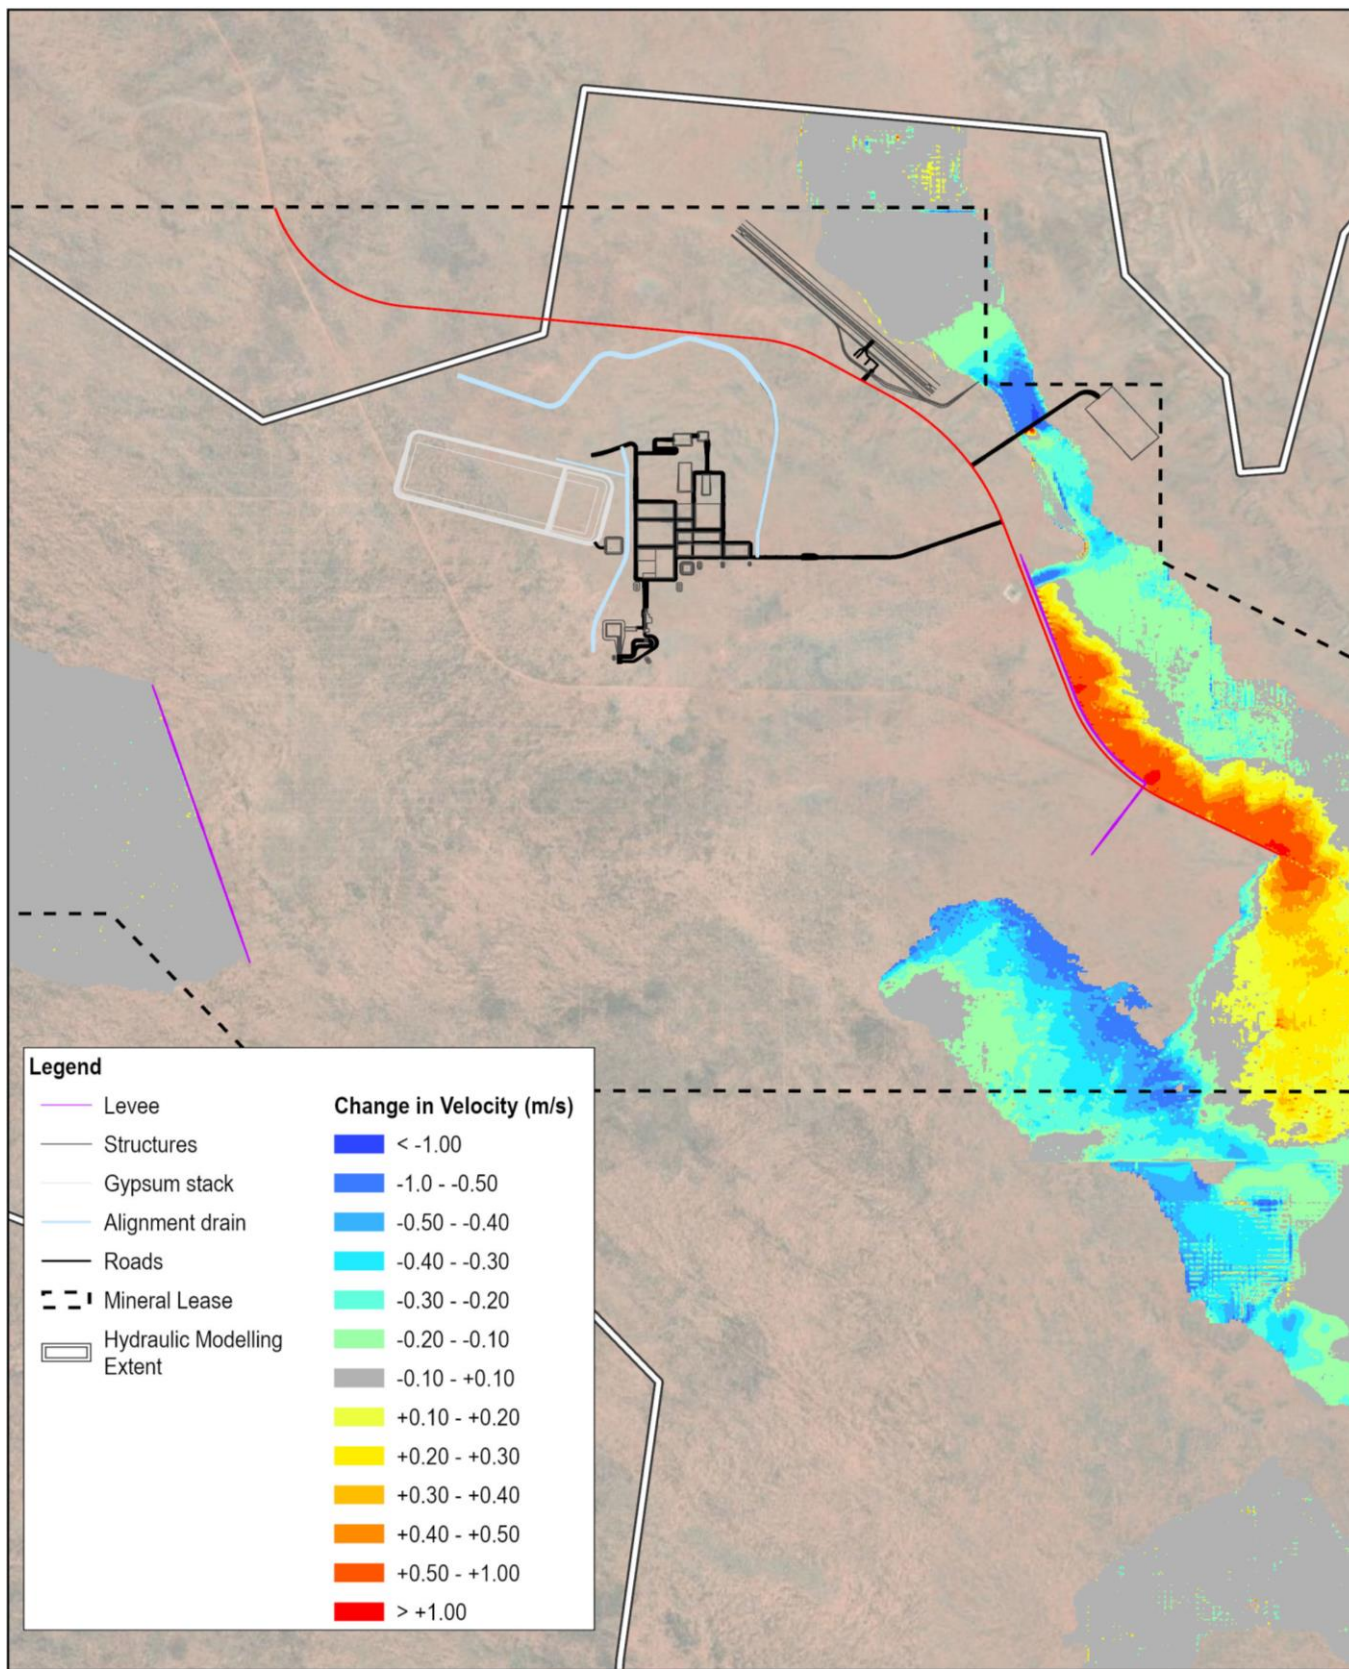 Legend
Levee
Structures
Gypsum stack
Alignment drain
Roads
Mineral Lease
Hydraulic Modelling
Extent
Change in Velocity (m/s)
< -1.00
-1.0 - -0.50
-0.50 - -0.40
-0.40 - -0.30
-0.30 - -0.20
-0.20 - -0.10
-0.10 - +0.10
+0.10 - +0.20
+0.20 - +0.30
+0.30 - +0.40
+0.40 - +0.50
+0.50 - +1.00
> +1.00